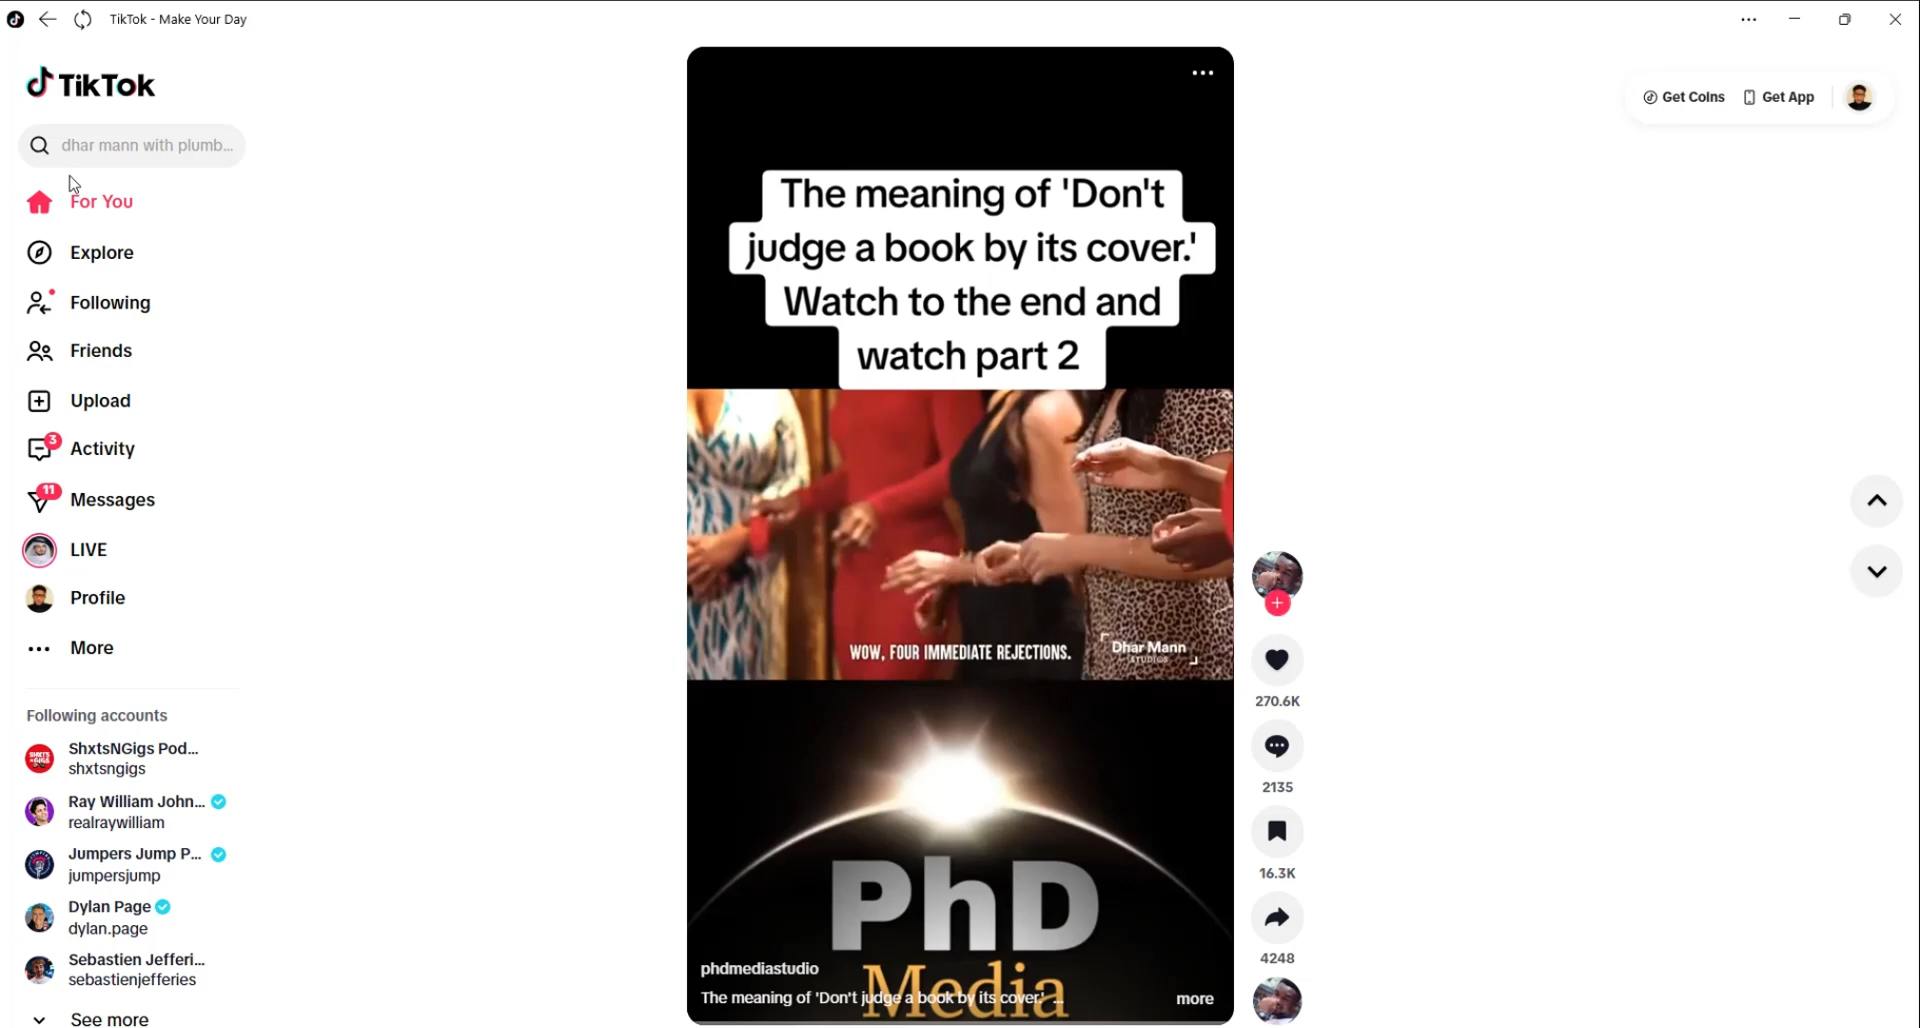 TikTok - Make Your Day
TikTok
dhar mann with plumb...
For You
Explore
Following
Friends
Upload
3
Activity
11
Messages
LIVE
Profile
More
Following accounts
ShxtsNGigs Pod...
shxtsngigs
Ray William John...
realraywilliam
Jumpers Jump P...
jumpersjump
Dylan Page
dylan.page
Sebastien Jefferi...
sebastienjefferies
See more
The meaning of 'Don't
judge a book by its cover.'
Watch to the end and
watch part 2
WOW, FOUR IMMEDIATE REJECTIONS.
Dhar Mann
STUDIOS
PhD
Media
phdmediastudio
The meaning of 'Don't judge a book by its cover.' ...
more
270.6K
2135
16.3K
4248
Get Coins
Get App